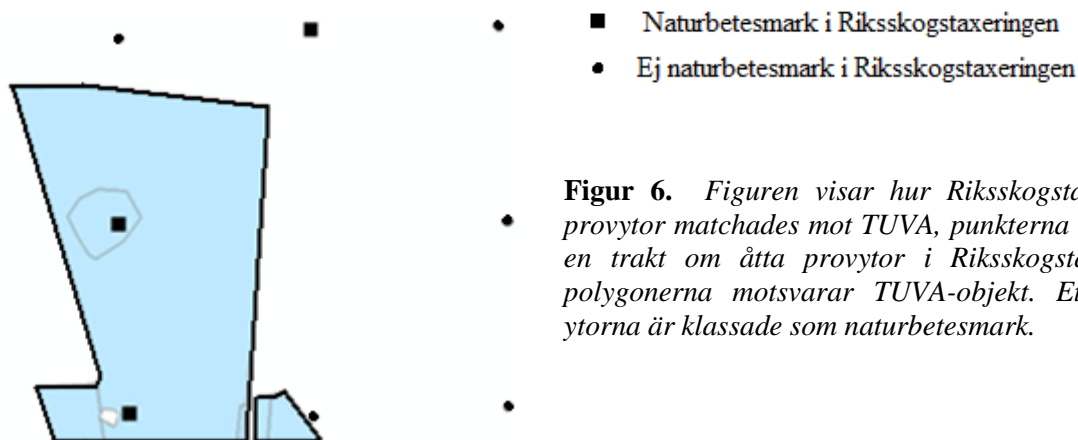 Naturbetesmark i Riksskogstaxeringen
Ej naturbetesmark i Riksskogstaxeringen
Figur 6. Figuren visar hur Riksskogsta
provytor matchades mot TUVA, punkterna
en trakt om åtta provytor i Riksskogsta
polygonerna motsvarar TUVA-objekt. E
ytorna är klassade som naturbetesmark.